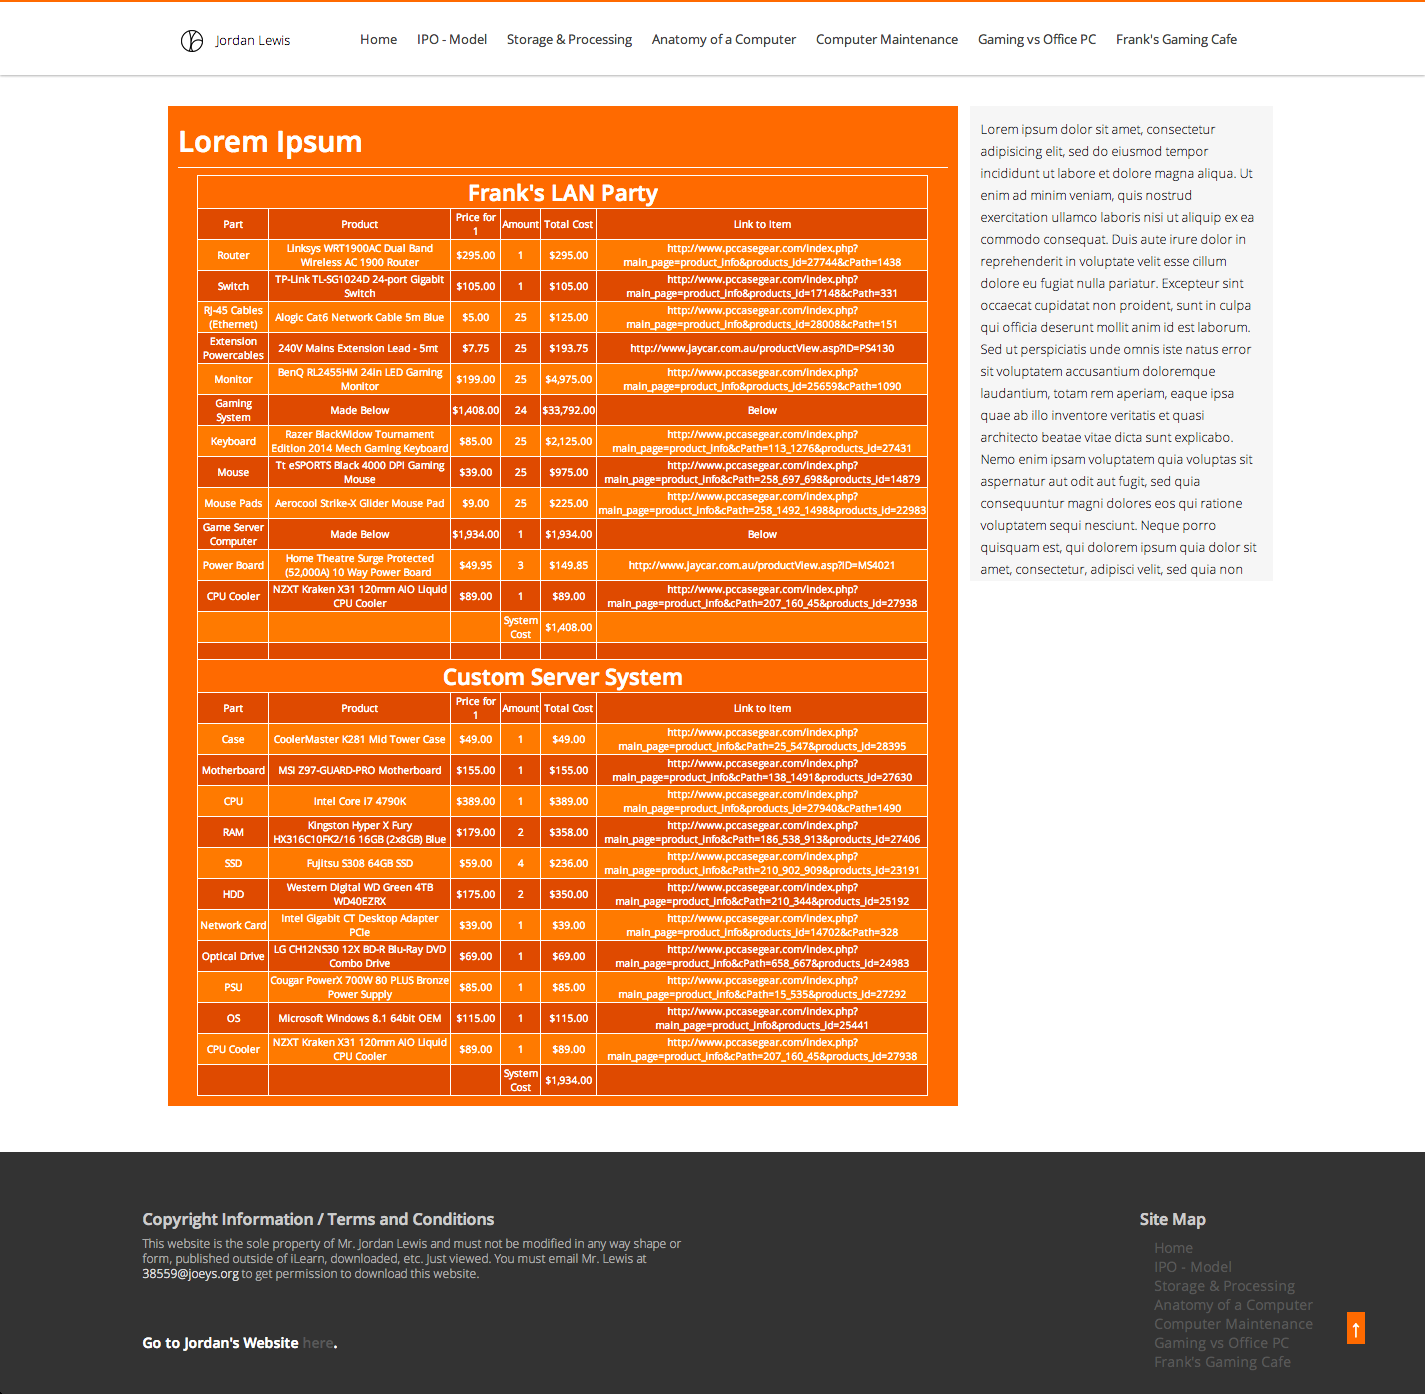 Jordan Lewis
Home IPO - Model Storage & Processing Anatomy of a Computer Computer Maintenance Gaming vs Office PC Frank's Gaming Cafe
Lorem Ipsum
Frank's LAN Party
Part Product Price for 1 Amount Total Cost Link to Item
Router Linksys WRT1900AC Dual Band Wireless AC 1900 Router $295.00 1 $295.00 http://www.pccasegear.com/index.php?main_page=product_info&products_id=27744&cPath=1438
Switch TP-Link TL-SG1024D 24-port Gigabit Switch $105.00 1 $105.00 http://www.pccasegear.com/index.php?main_page=product_info&products_id=17148&cPath=331
RJ-45 Cables (Ethernet) Alogic Cat6 Network Cable 5m Blue $5.00 25 $125.00 http://www.pccasegear.com/index.php?main_page=product_info&products_id=28008&cPath=151
Extension Powercables 240V Mains Extension Lead - 5mt $7.75 25 $193.75 http://www.jaycar.com.au/productView.asp?ID=PS4130
Monitor BenQ RL2455HM 24in LED Gaming Monitor $199.00 25 $4,975.00 http://www.pccasegear.com/index.php?main_page=product_info&products_id=25659&cPath=1090
Gaming System Made Below $1,408.00 24 $33,792.00 Below
Keyboard Razer BlackWidow Tournament Edition 2014 Mech Gaming Keyboard $85.00 25 $2,125.00 http://www.pccasegear.com/index.php?main_page=product_info&cPath=113_1276&products_id=27431
Mouse Tt eSPORTS Black 4000 DPI Gaming Mouse $39.00 25 $975.00 http://www.pccasegear.com/index.php?main_page=product_info&cPath=258_697_698&products_id=14879
Mouse Pads Aerocool Strike-X Glider Mouse Pad $9.00 25 $225.00 http://www.pccasegear.com/index.php?main_page=product_info&cPath=258_1492_1498&products_id=22983
Game Server Computer Made Below $1,934.00 1 $1,934.00 Below
Power Board Home Theatre Surge Protected (52,000A) 10 Way Power Board $49.95 3 $149.85 http://www.jaycar.com.au/productView.asp?ID=MS4021
CPU Cooler NZXT Kraken X31 120mm AIO Liquid CPU Cooler $89.00 1 $89.00 http://www.pccasegear.com/index.php?main_page=product_info&cPath=207_160_45&products_id=27938
System Cost $1,408.00
Custom Server System
Part Product Price for 1 Amount Total Cost Link to Item
Case CoolerMaster K281 Mid Tower Case $49.00 1 $49.00 http://www.pccasegear.com/index.php?main_page=product_info&cPath=25_547&products_id=28395
Motherboard MSI Z97-GUARD-PRO Motherboard $155.00 1 $155.00 http://www.pccasegear.com/index.php?main_page=product_info&cPath=138_1491&products_id=27630
CPU Intel Core i7 4790K $389.00 1 $389.00 http://www.pccasegear.com/index.php?main_page=product_info&products_id=27940&cPath=1490
RAM Kingston Hyper X Fury HX316C10FK2/16 16GB (2x8GB) Blue $179.00 2 $358.00 http://www.pccasegear.com/index.php?main_page=product_info&cPath=186_538_913&products_id=27406
SSD Fujitsu S308 64GB SSD $59.00 4 $236.00 http://www.pccasegear.com/index.php?main_page=product_info&cPath=210_902_909&products_id=23191
HDD Western Digital WD Green 4TB WD40EZRX $175.00 2 $350.00 http://www.pccasegear.com/index.php?main_page=product_info&cPath=210_344&products_id=25192
Network Card Intel Gigabit CT Desktop Adapter PCIe $39.00 1 $39.00 http://www.pccasegear.com/index.php?main_page=product_info&products_id=14702&cPath=328
Optical Drive LG CH12NS30 12X BD-R Blu-Ray DVD Combo Drive $69.00 1 $69.00 http://www.pccasegear.com/index.php?main_page=product_info&cPath=658_667&products_id=24983
PSU Cougar PowerX 700W 80 PLUS Bronze Power Supply $85.00 1 $85.00 http://www.pccasegear.com/index.php?main_page=product_info&cPath=15_535&products_id=27292
OS Microsoft Windows 8.1 64bit OEM $115.00 1 $115.00 http://www.pccasegear.com/index.php?main_page=product_info&products_id=25441
CPU Cooler NZXT Kraken X31 120mm AIO Liquid CPU Cooler $89.00 1 $89.00 http://www.pccasegear.com/index.php?main_page=product_info&cPath=207_160_45&products_id=27938
System Cost $1,934.00
Lorem ipsum dolor sit amet, consectetur
adipisicing elit, sed do eiusmod tempor
incididunt ut labore et dolore magna aliqua. Ut
enim ad minim veniam, quis nostrud
exercitation ullamco laboris nisi ut aliquip ex ea
commodo consequat. Duis aute irure dolor in
reprehenderit in voluptate velit esse cillum
dolore eu fugiat nulla pariatur. Excepteur sint
occaecat cupidatat non proident, sunt in culpa
qui officia deserunt mollit anim id est laborum.
Sed ut perspiciatis unde omnis iste natus error
sit voluptatem accusantium doloremque
laudantium, totam rem aperiam, eaque ipsa
quae ab illo inventore veritatis et quasi
architecto beatae vitae dicta sunt explicabo.
Nemo enim ipsam voluptatem quia voluptas sit
aspernatur aut odit aut fugit, sed quia
consequuntur magni dolores eos qui ratione
voluptatem sequi nesciunt. Neque porro
quisquam est, qui dolorem ipsum quia dolor sit
amet, consectetur, adipisci velit, sed quia non
Copyright Information / Terms and Conditions
This website is the sole property of Mr. Jordan Lewis and must not be modified in any way shape or
form, published outside of iLearn, downloaded, etc. Just viewed. You must email Mr. Lewis at
38559@joeys.org to get permission to download this website.
Go to Jordan's Website here.
Site Map
Home
IPO - Model
Storage & Processing
Anatomy of a Computer
Computer Maintenance
Gaming vs Office PC
Frank's Gaming Cafe
↑